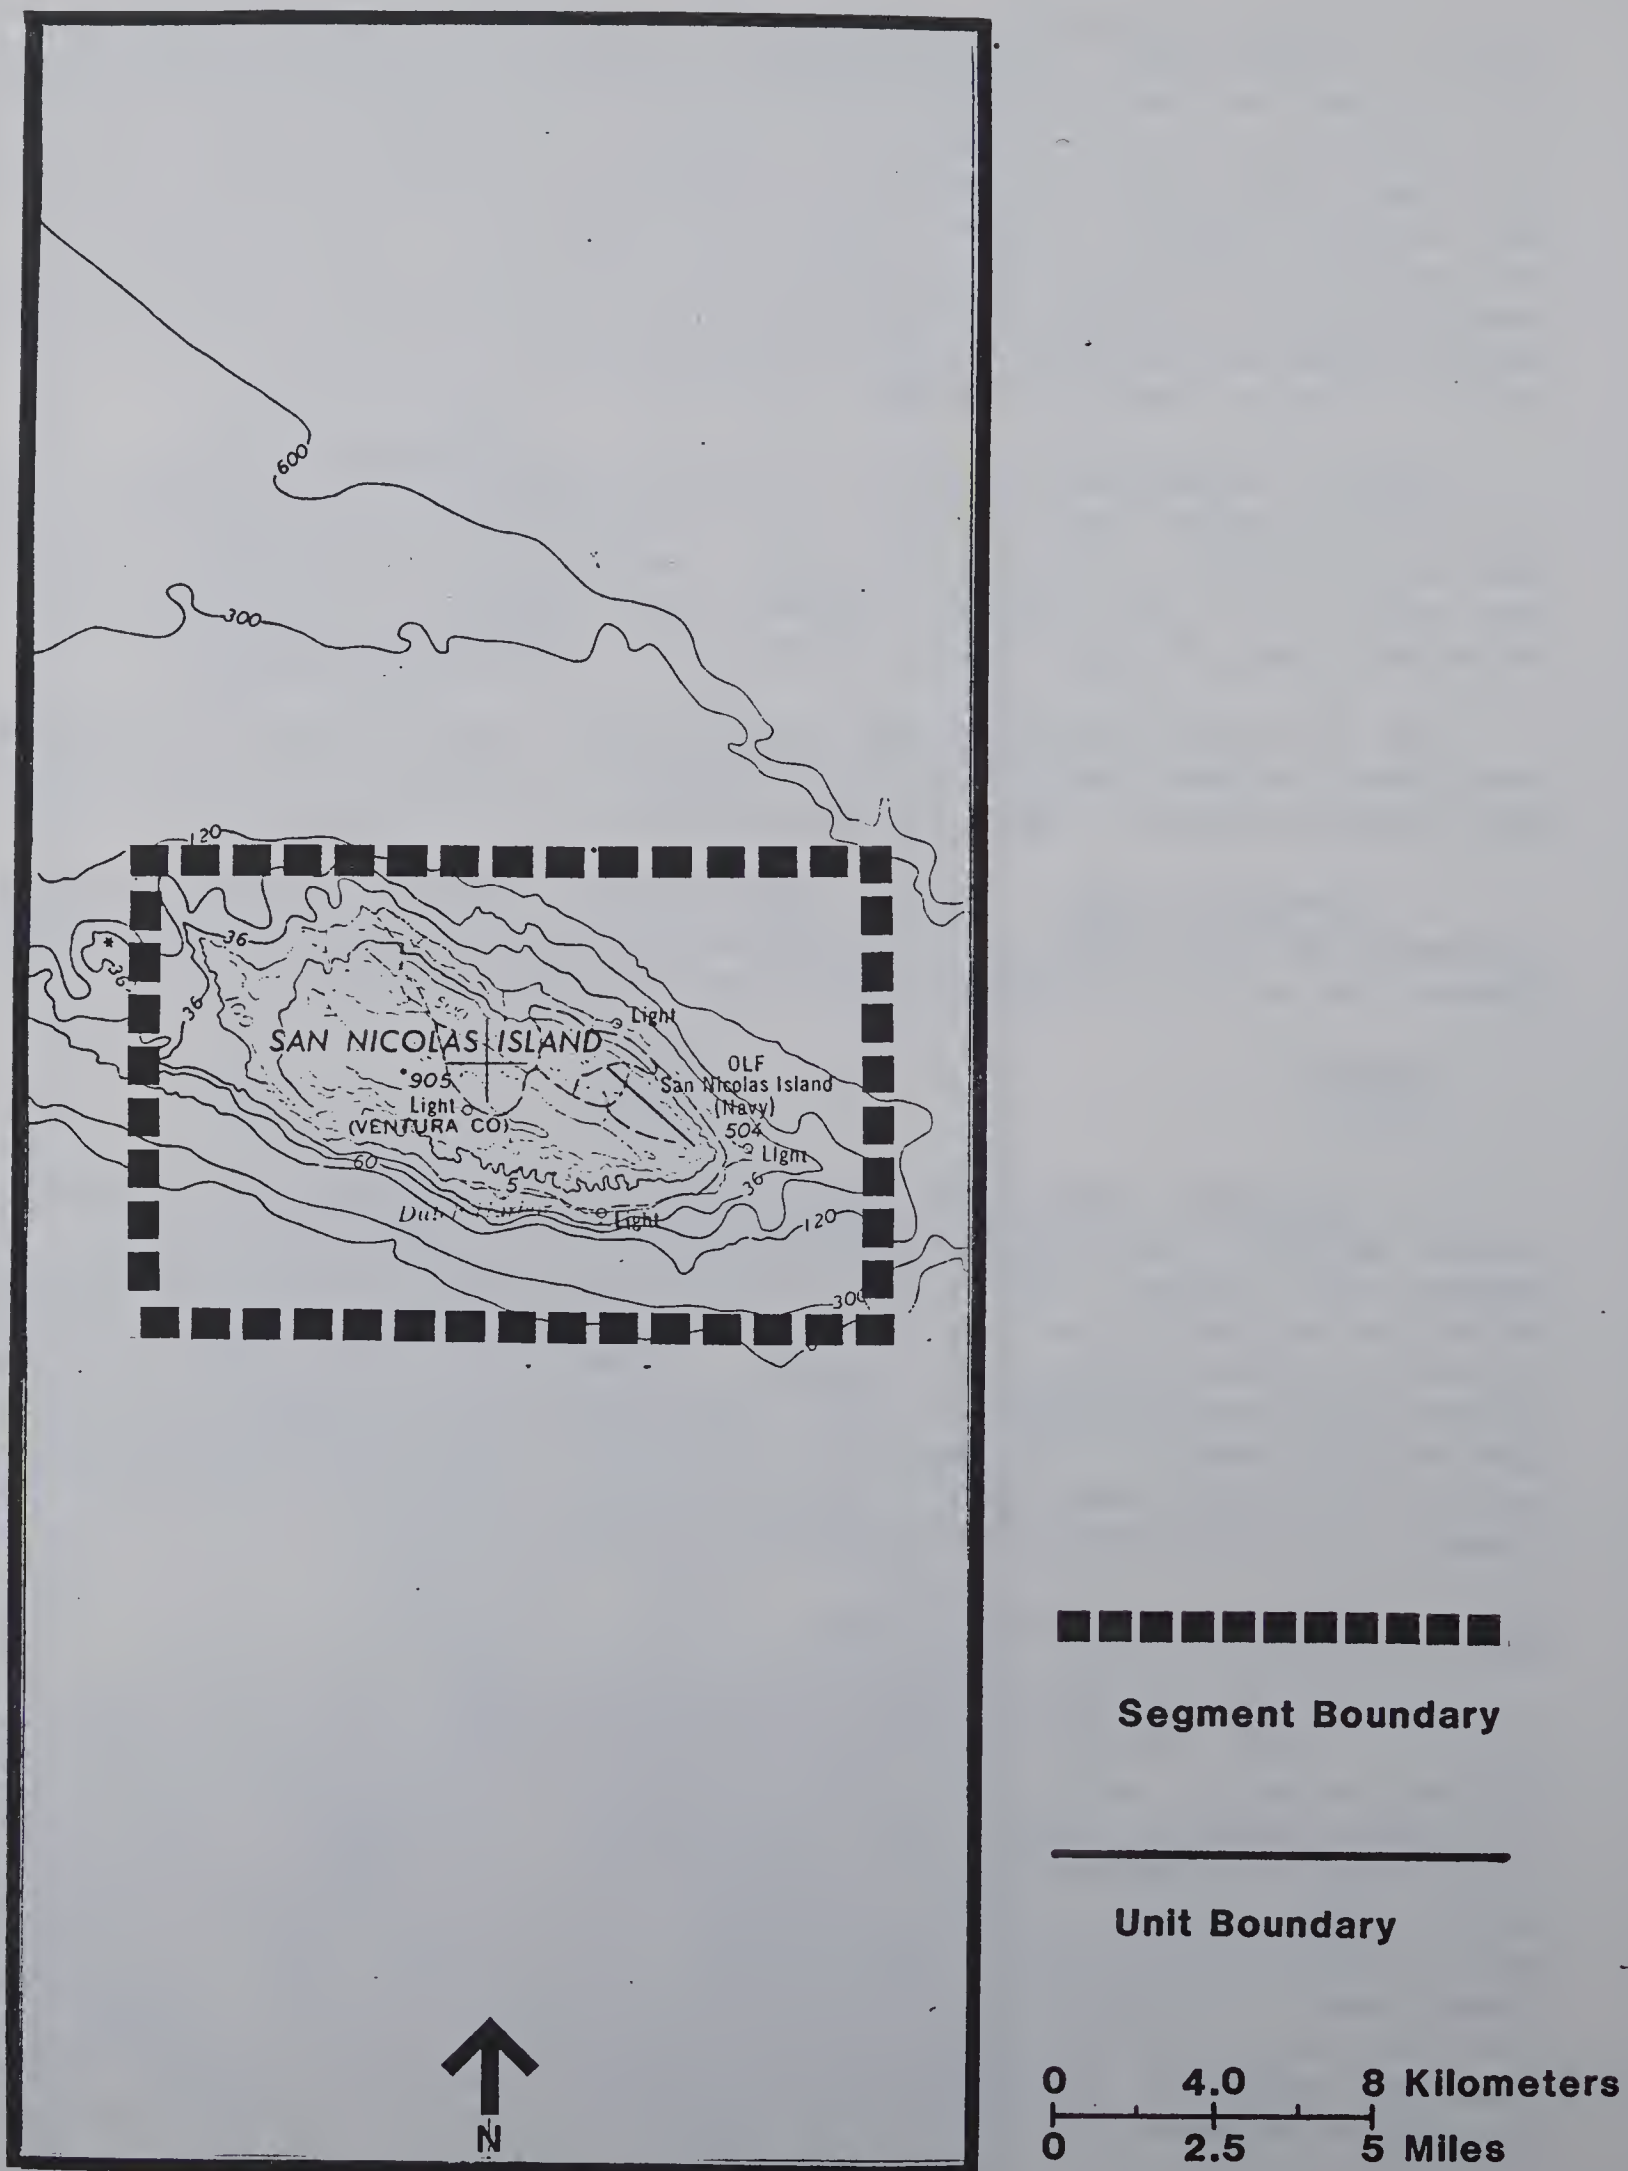 600
300
120
36
36
Light
SAN NICOLAS ISLAND
905
OLF
San Nicolas Island
(Navy)
504
Light
(VENTURA CO)
Light
60
5
36
Light
120
300
Segment Boundary
Unit Boundary
N
0 4.0 8 Kilometers
0 2.5 5 Miles